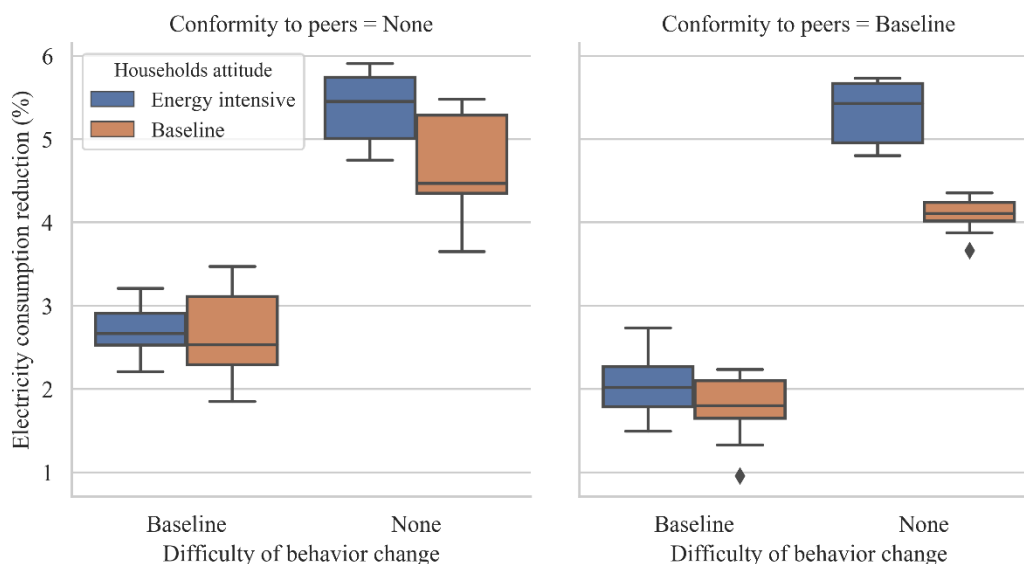 Conformity to peers = None
Conformity to peers = Baseline
Electricity consumption reduction (%)
6
5
4
3
2
1
Households attitude
Energy intensive
Baseline
Baseline
None
Difficulty of behavior change
Baseline
None
Difficulty of behavior change